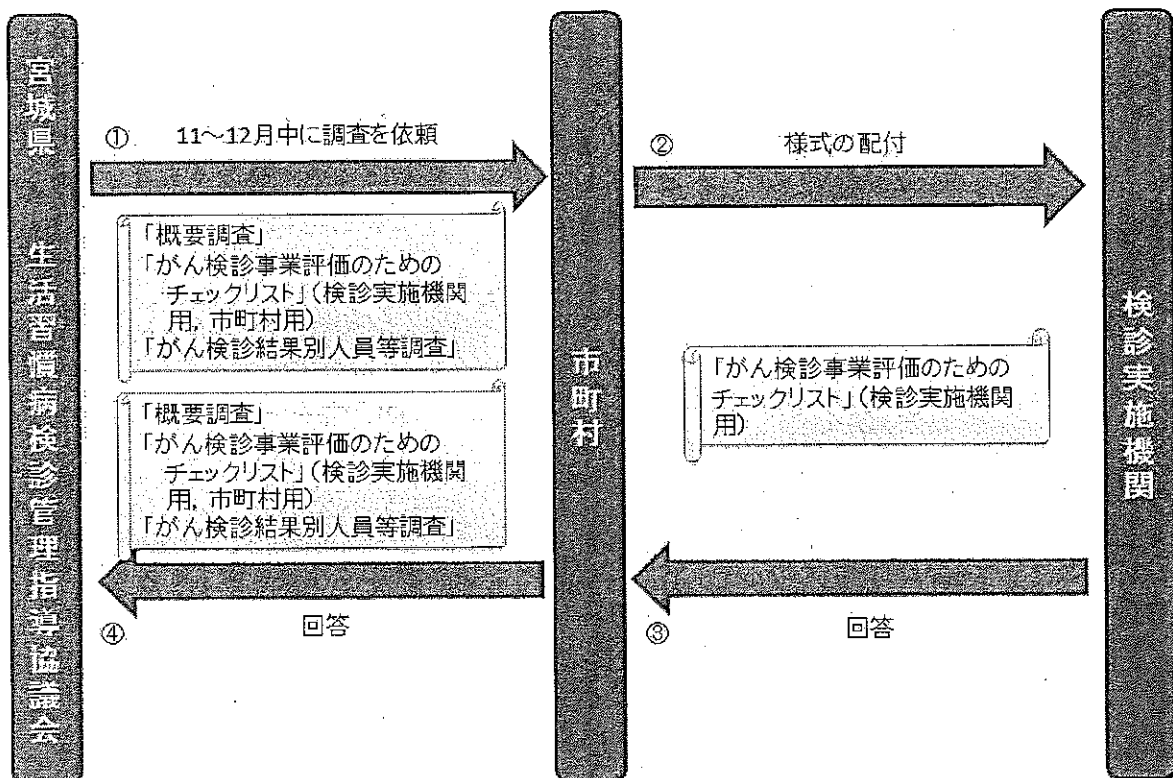 宮城県 生活習慣病検診管理指導協議会
① 11～12月中に調査を依頼
「概要調査」
「がん検診事業評価のための
チェックリスト」（検診実施機関
用，市町村用）
「がん検診結果別人員等調査」
「概要調査」
「がん検診事業評価のための
チェックリスト」（検診実施機関
用，市町村用）
「がん検診結果別人員等調査」
④ 回答
市町村
② 様式の配付
「がん検診事業評価のための
チェックリスト」（検診実施機関
用）
③ 回答
検診実施機関